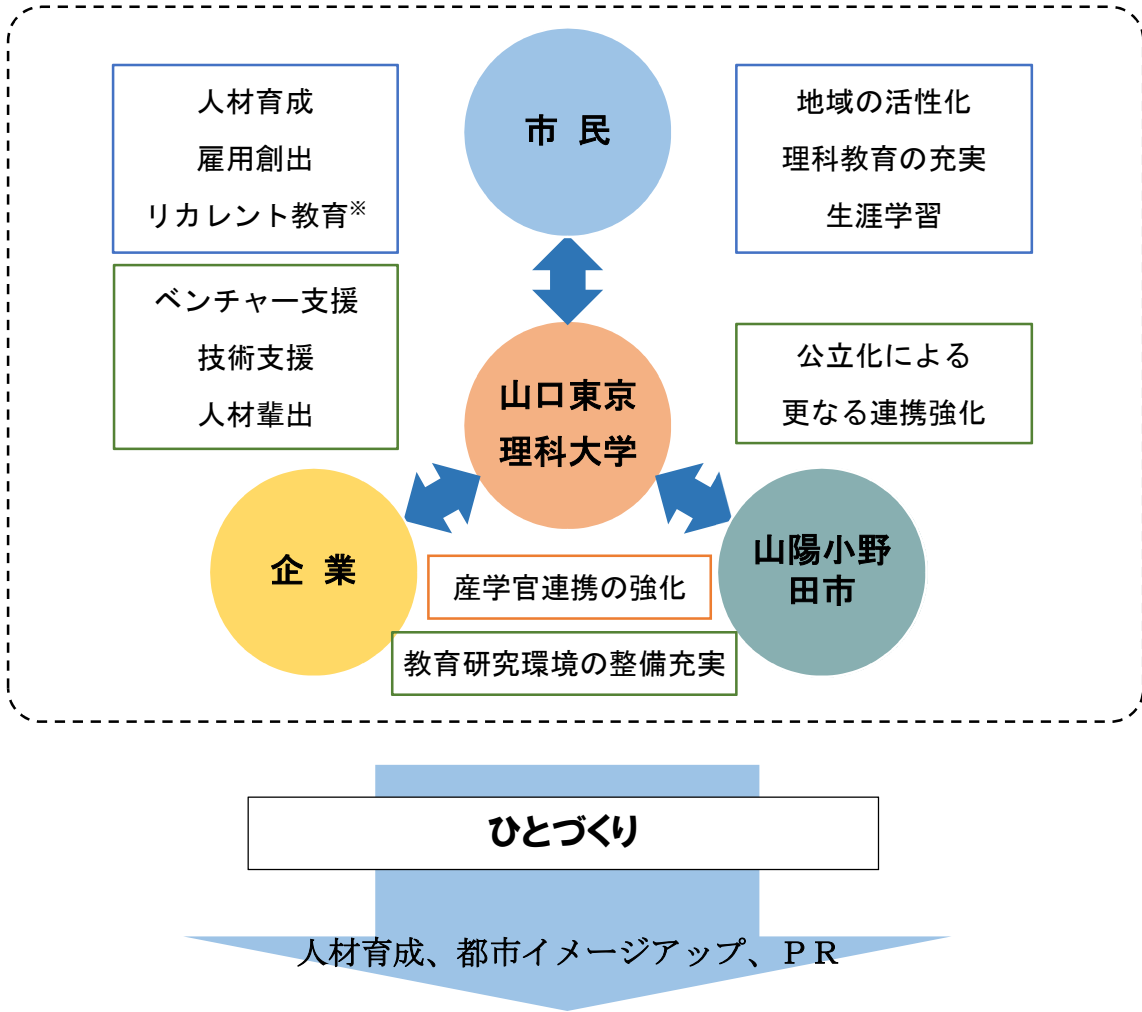 市 民
人材育成
雇用創出
リカレント教育※
地域の活性化
理科教育の充実
生涯学習
ベンチャー支援
技術支援
人材輩出
山口東京
理科大学
公立化による
更なる連携強化
企 業
山陽小野
田市
産学官連携の強化
教育研究環境の整備充実
ひとづくり
人材育成、都市イメージアップ、ＰＲ